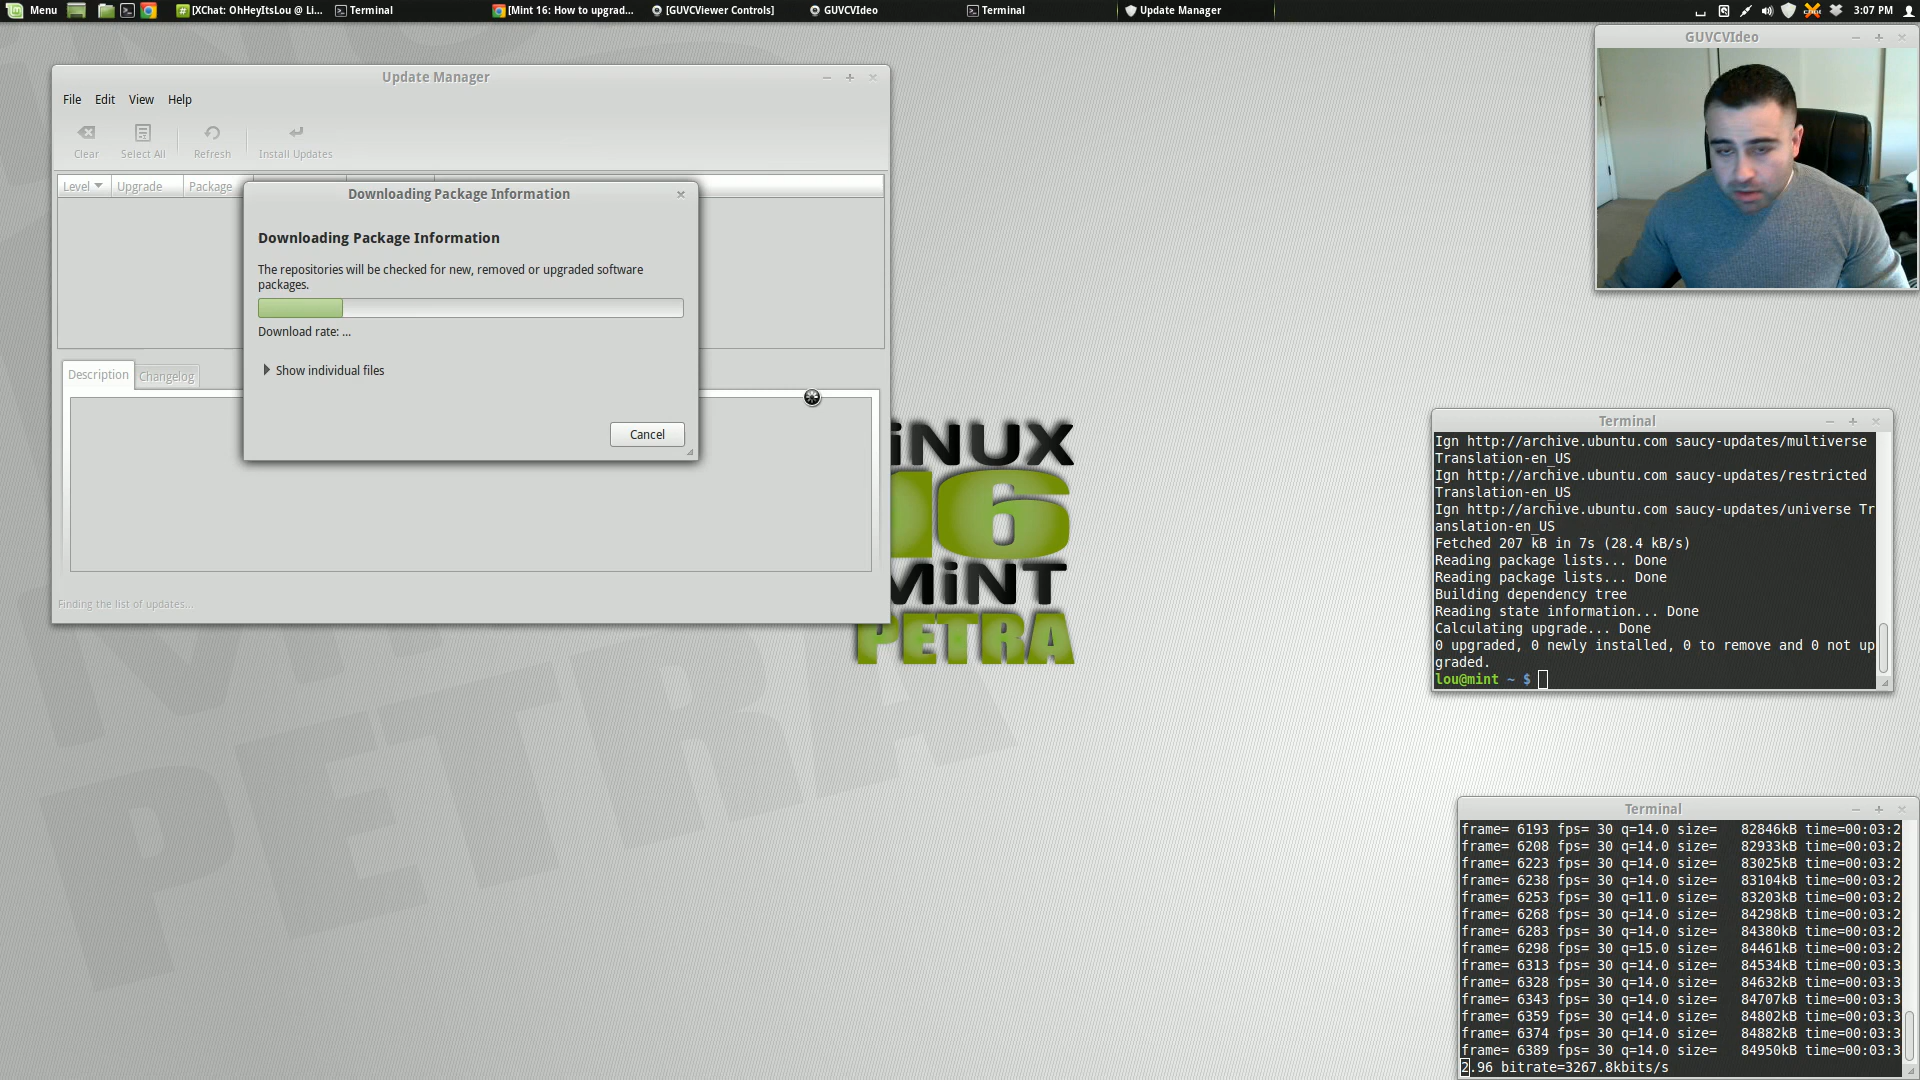 Menu
[XChat: OhHeyItsLou @ Li...
Terminal
[Mint 16: How to upgrad...
[GUVCViewer Controls]
GUVCVIdeo
Terminal
Update Manager
3:07 PM
GUVCVIdeo
Update Manager
File Edit View Help
Clear Select All Refresh Install Updates
Level Upgrade Package
Downloading Package Information
Downloading Package Information
The repositories will be checked for new, removed or upgraded software
packages.
Download rate: ...
Show individual files
Cancel
Description Changelog
Finding the list of updates...
iNUX
16
MiNT
PETRA
PETRA
Terminal
Ign http://archive.ubuntu.com saucy-updates/multiverse
Translation-en_US
Ign http://archive.ubuntu.com saucy-updates/restricted
Translation-en_US
Ign http://archive.ubuntu.com saucy-updates/universe Tr
anslation-en_US
Fetched 207 kB in 7s (28.4 kB/s)
Reading package lists... Done
Reading package lists... Done
Building dependency tree
Reading state information... Done
Calculating upgrade... Done
0 upgraded, 0 newly installed, 0 to remove and 0 not up
graded.
lou@mint ~ $
Terminal
frame= 6193 fps= 30 q=14.0 size=   82846kB time=00:03:2
frame= 6208 fps= 30 q=14.0 size=   82933kB time=00:03:2
frame= 6223 fps= 30 q=14.0 size=   83025kB time=00:03:2
frame= 6238 fps= 30 q=14.0 size=   83104kB time=00:03:2
frame= 6253 fps= 30 q=11.0 size=   83203kB time=00:03:2
frame= 6268 fps= 30 q=14.0 size=   84298kB time=00:03:2
frame= 6283 fps= 30 q=14.0 size=   84380kB time=00:03:2
frame= 6298 fps= 30 q=15.0 size=   84461kB time=00:03:2
frame= 6313 fps= 30 q=14.0 size=   84534kB time=00:03:3
frame= 6328 fps= 30 q=14.0 size=   84632kB time=00:03:3
frame= 6343 fps= 30 q=14.0 size=   84707kB time=00:03:3
frame= 6359 fps= 30 q=14.0 size=   84802kB time=00:03:3
frame= 6374 fps= 30 q=14.0 size=   84882kB time=00:03:3
frame= 6389 fps= 30 q=14.0 size=   84950kB time=00:03:3
2.96 bitrate=3267.8kbits/s